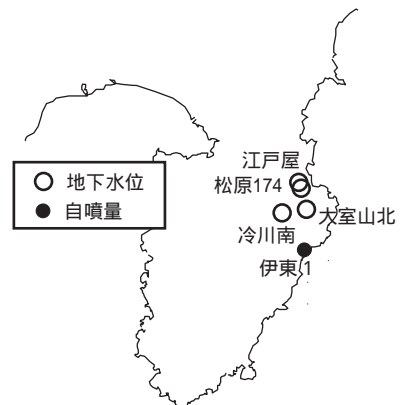 江戸屋
松原174
地下水位
自噴量
大室山北
冷川南
伊東1